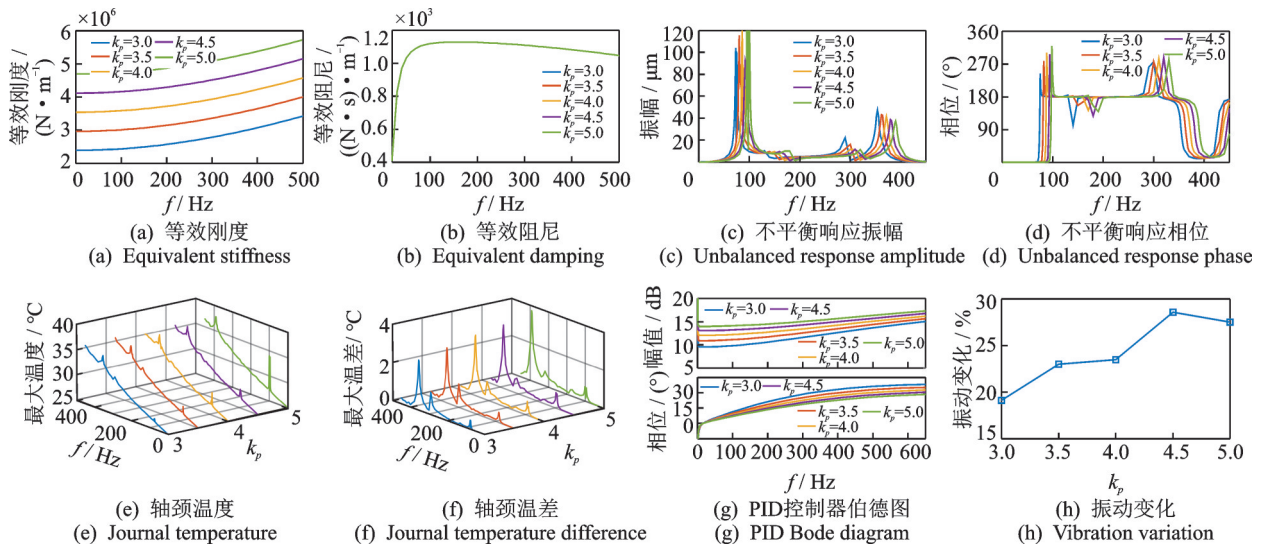 ×10⁶
6
5
4
3
2
等效刚度 /
(N • m⁻¹)
kₚ=3.0
kₚ=3.5
kₚ=4.0
kₚ=4.5
kₚ=5.0
0 100 200 300 400 500
f / Hz
(a) 等效刚度
(a) Equivalent stiffness
×10³
1.2
1.0
0.8
0.6
0.4
等效阻尼 /
((N • s) • m⁻¹)
kₚ=3.0
kₚ=3.5
kₚ=4.0
kₚ=4.5
kₚ=5.0
0 100 200 300 400 500
f / Hz
(b) 等效阻尼
(b) Equivalent damping
120
100
80
60
40
20
振幅 / μm
kₚ=3.0
kₚ=3.5
kₚ=4.0
kₚ=4.5
kₚ=5.0
0 100 200 300 400
f / Hz
(c) 不平衡响应振幅
(c) Unbalanced response amplitude
360
270
180
90
相位 / (°)
kₚ=3.0
kₚ=3.5
kₚ=4.0
kₚ=4.5
kₚ=5.0
0 100 200 300 400
f / Hz
(d) 不平衡响应相位
(d) Unbalanced response phase
40
35
30
25
最大温度 / °C
400
200
0
f / Hz
3
4
5
kₚ
(e) 轴颈温度
(e) Journal temperature
4
2
0
最大温差 / °C
400
200
0
f / Hz
3
4
5
kₚ
(f) 轴颈温差
(f) Journal temperature difference
20
15
10
5
幅值 / dB
kₚ=3.0
kₚ=4.5
kₚ=3.5
kₚ=4.0
kₚ=5.0
30
15
0
相位 / (°)
kₚ=3.0
kₚ=4.5
kₚ=3.5
kₚ=4.0
kₚ=5.0
0 100 200 300 400 500 600
f / Hz
(g) PID控制器伯德图
(g) PID Bode diagram
30
25
20
15
振动变化 / %
3.0 3.5 4.0 4.5 5.0
kₚ
(h) 振动变化
(h) Vibration variation